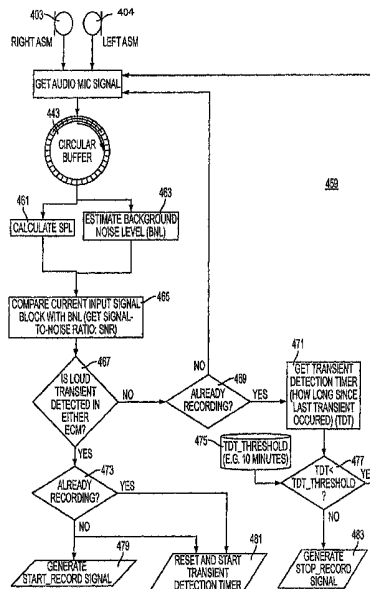 403
404
RIGHT ASM
LEFT ASM
GET AUDIO MIC SIGNAL
443
CIRCULAR
BUFFER
459
461
463
CALCULATE SPL
ESTIMATE BACKGROUND
NOISE LEVEL (BNL)
465
COMPARE CURRENT INPUT SIGNAL
BLOCK WITH BNL (GET SIGNAL-
TO-NOISE RATIO: SNR)
467
IS LOUD
TRANSIENT
DETECTED IN
EITHER
ECM?
NO
NO
469
ALREADY
RECORDING?
YES
471
GET TRANSIENT
DETECTION TIMER
(HOW LONG SINCE
LAST TRANSIENT
OCCURED) (TDT)
475
TDT_THRESHOLD
(E.G. 10 MINUTES)
477
TDT<
TDT_THRESHOLD
?
YES
YES
473
ALREADY
RECORDING?
YES
NO
NO
479
GENERATE
START_RECORD SIGNAL
481
RESET AND START
TRANSIENT
DETECTION TIMER
483
GENERATE
STOP_RECORD
SIGNAL